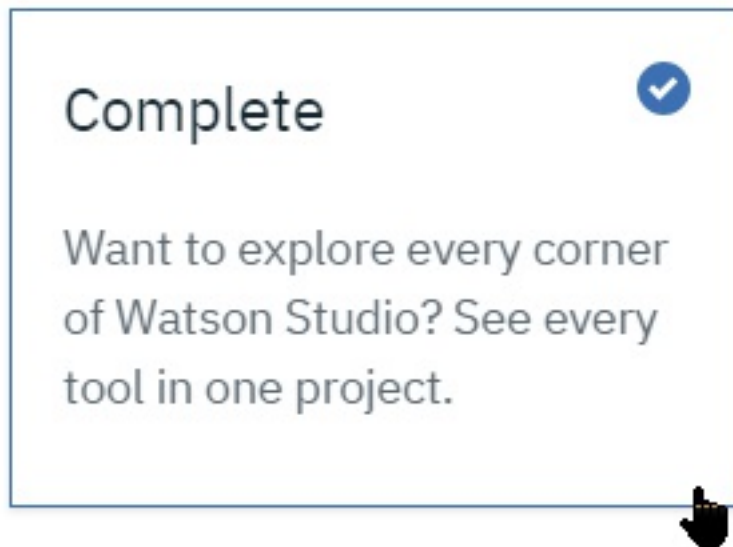 Complete
Want to explore every corner
of Watson Studio? See every
tool in one project.